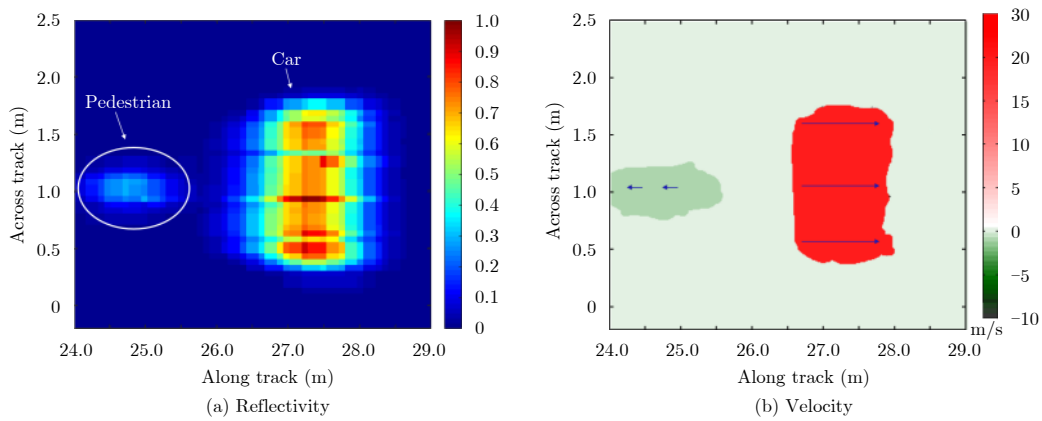 2.5
2.0
1.5
1.0
0.5
0
Across track (m)
24.0 25.0 26.0 27.0 28.0 29.0
Along track (m)
Car
Pedestrian
1.0
0.9
0.8
0.7
0.6
0.5
0.4
0.3
0.2
0.1
0
(a) Reflectivity
2.5
2.0
1.5
1.0
0.5
0
Across track (m)
24.0 25.0 26.0 27.0 28.0 29.0
Along track (m)
30
25
20
15
10
5
0
−5
−10
m/s
(b) Velocity